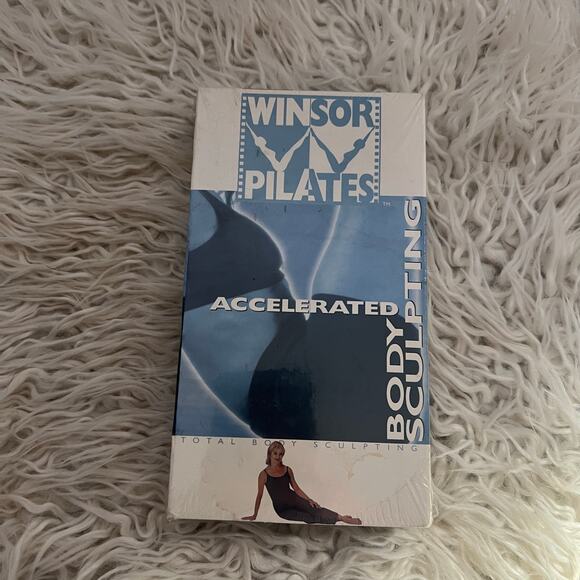 WINSOR
PILATES
™
ACCELERATED
BODY
SCULPTING
TOTAL BODY SCULPTING